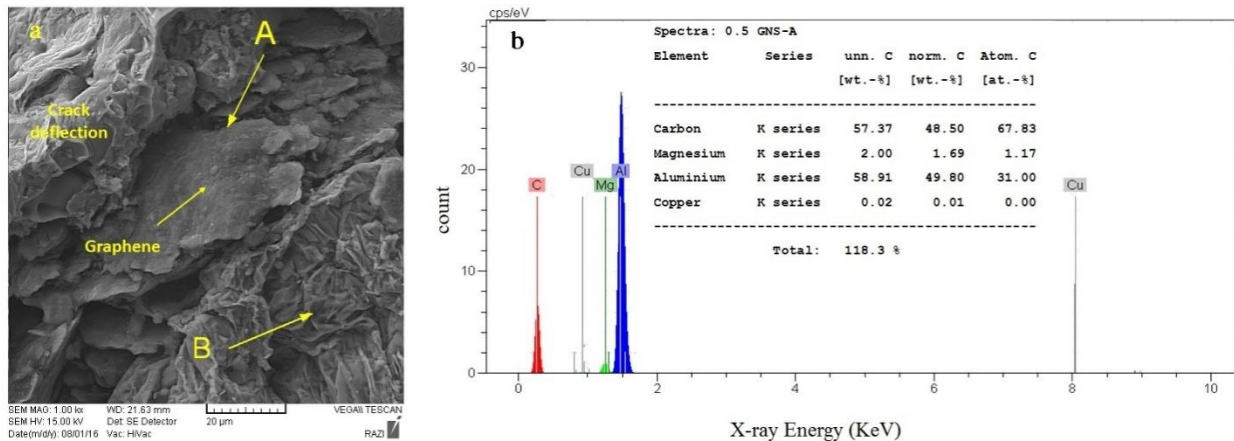 a
A
Crack
deflection
Graphene
B
SEM MAG: 1.00 kx WD: 21.63 mm
SEM HV: 15.00 kV Det: SE Detector
Date(m/d/y): 08/01/16 Vac: HiVac
20 µm
VEGA\\ TESCAN
RAZI
cps/eV
b
Spectra: 0.5 GNS-A
Element Series unn. C norm. C Atom. C
[wt.-%] [wt.-%] [at.-%]
Carbon K series 57.37 48.50 67.83
Magnesium K series 2.00 1.69 1.17
Aluminium K series 58.91 49.80 31.00
Copper K series 0.02 0.01 0.00
Total: 118.3 %
30
20
10
0
count
C
Cu
Mg
Al
Cu
0 2 4 6 8 10
X-ray Energy (KeV)